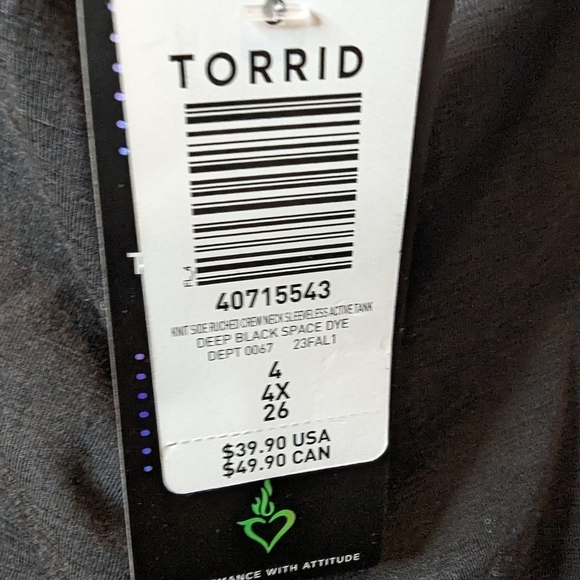 TORRID
40715543
KNIT SIDE RUCHED CREW NECK SLEEVELESS ACTIVE TANK
DEEP BLACK SPACE DYE
DEPT 0067 23FAL1
4
4X
26
$39.90 USA
$49.90 CAN
WITH ATTITUDE